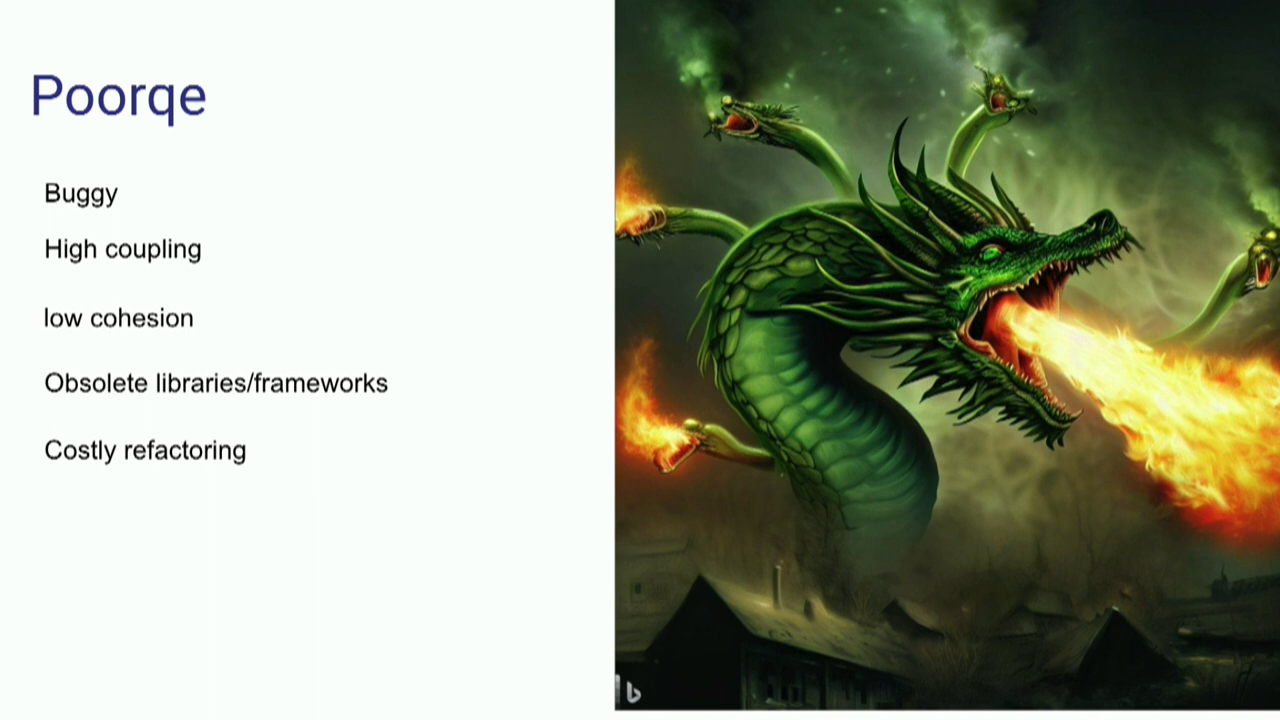 Poorqe
Buggy
High coupling
low cohesion
Obsolete libraries/frameworks
Costly refactoring